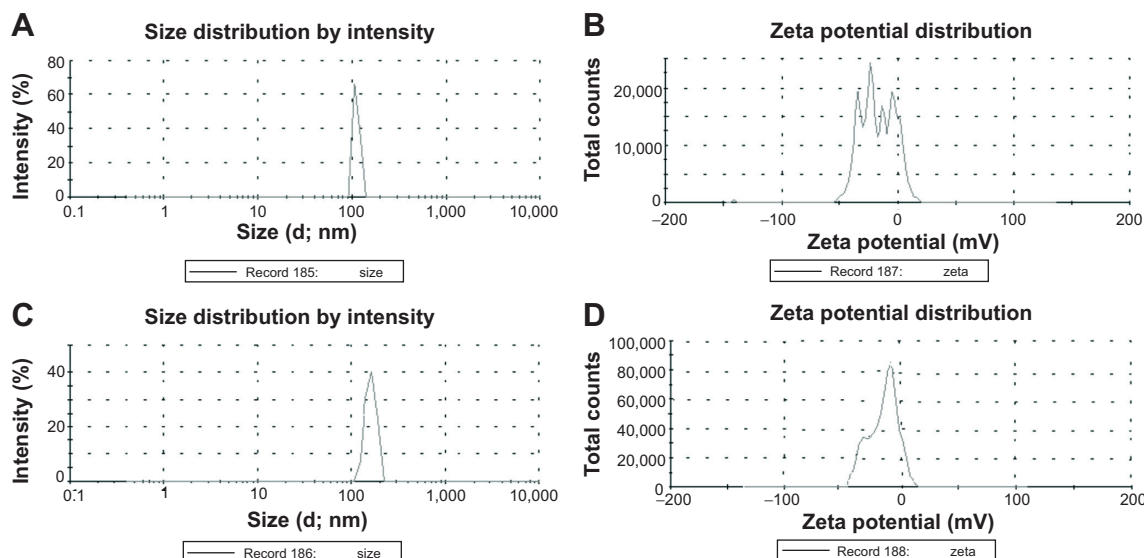 A
Size distribution by intensity
Intensity (%)
80
60
40
20
0
0.1 1 10 100 1,000 10,000
Size (d; nm)
Record 185: size
B
Zeta potential distribution
Total counts
20,000
10,000
0
−200 −100 0 100 200
Zeta potential (mV)
Record 187: zeta
C
Size distribution by intensity
Intensity (%)
40
20
0
0.1 1 10 100 1,000 10,000
Size (d; nm)
Record 186: size
D
Zeta potential distribution
Total counts
100,000
80,000
60,000
40,000
20,000
0
−200 −100 0 100 200
Zeta potential (mV)
Record 188: zeta